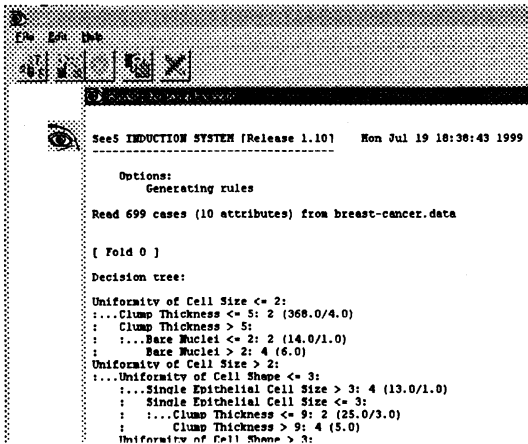 File Edit Help
See5 INDUCTION SYSTEM [Release 1.10] Mon Jul 19 18:38:43 1999
------------------------------------
Options:
Generating rules
Read 699 cases (10 attributes) from breast-cancer.data
[ Fold 0 ]
Decision tree:
Uniformity of Cell Size <= 2:
:...Clump Thickness <= 5: 2 (368.0/4.0)
:   Clump Thickness > 5:
:   :...Bare Nuclei <= 2: 2 (14.0/1.0)
:       Bare Nuclei > 2: 4 (6.0)
Uniformity of Cell Size > 2:
:...Uniformity of Cell Shape <= 3:
    :...Single Epithelial Cell Size > 3: 4 (13.0/1.0)
    :   Single Epithelial Cell Size <= 3:
    :   :...Clump Thickness <= 9: 2 (25.0/3.0)
    :       Clump Thickness > 9: 4 (5.0)
    Uniformity of Cell Shape > 3: